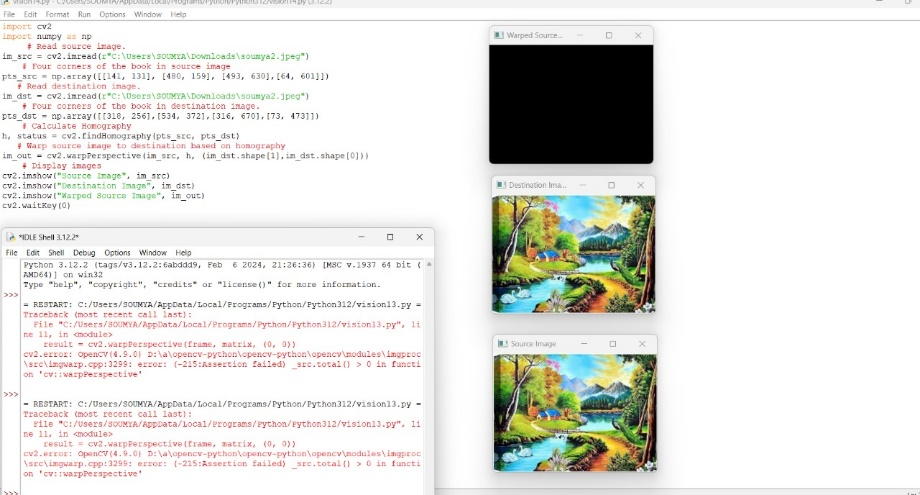 vision14.py - C:/Users/SOUMYA/AppData/Local/Programs/Python/Python312/vision14.py (3.12.2)
File Edit Format Run Options Window Help
import cv2
import numpy as np
# Read source image.
im_src = cv2.imread(r"C:\Users\SOUMYA\Downloads\soumya2.jpeg")
# Four corners of the book in source image
pts_src = np.array([[141, 131], [480, 159], [493, 630],[64, 601]])
# Read destination image.
im_dst = cv2.imread(r"C:\Users\SOUMYA\Downloads\soumya2.jpeg")
# Four corners of the book in destination image.
pts_dst = np.array([[318, 256],[534, 372],[316, 670],[73, 473]])
# Calculate Homography
h, status = cv2.findHomography(pts_src, pts_dst)
# Warp source image to destination based on homography
im_out = cv2.warpPerspective(im_src, h, (im_dst.shape[1],im_dst.shape[0]))
# Display images
cv2.imshow("Source Image", im_src)
cv2.imshow("Destination Image", im_dst)
cv2.imshow("Warped Source Image", im_out)
cv2.waitKey(0)
*IDLE Shell 3.12.2*
File Edit Shell Debug Options Window Help
Python 3.12.2 (tags/v3.12.2:6abddd9, Feb 6 2024, 21:26:36) [MSC v.1937 64 bit (
AMD64)] on win32
Type "help", "copyright", "credits" or "license()" for more information.
>>>
= RESTART: C:/Users/SOUMYA/AppData/Local/Programs/Python/Python312/vision13.py =
Traceback (most recent call last):
File "C:/Users/SOUMYA/AppData/Local/Programs/Python/Python312/vision13.py", li
ne 11, in <module>
result = cv2.warpPerspective(frame, matrix, (0, 0))
cv2.error: OpenCV(4.9.0) D:\a\opencv-python\opencv-python\opencv\modules\imgproc
\src\imgwarp.cpp:3299: error: (-215:Assertion failed) _src.total() > 0 in functi
on 'cv::warpPerspective'
>>>
= RESTART: C:/Users/SOUMYA/AppData/Local/Programs/Python/Python312/vision13.py =
Traceback (most recent call last):
File "C:/Users/SOUMYA/AppData/Local/Programs/Python/Python312/vision13.py", li
ne 11, in <module>
result = cv2.warpPerspective(frame, matrix, (0, 0))
cv2.error: OpenCV(4.9.0) D:\a\opencv-python\opencv-python\opencv\modules\imgproc
\src\imgwarp.cpp:3299: error: (-215:Assertion failed) _src.total() > 0 in functi
on 'cv::warpPerspective'
>>>
Warped Source...
Destination Ima...
Source Image